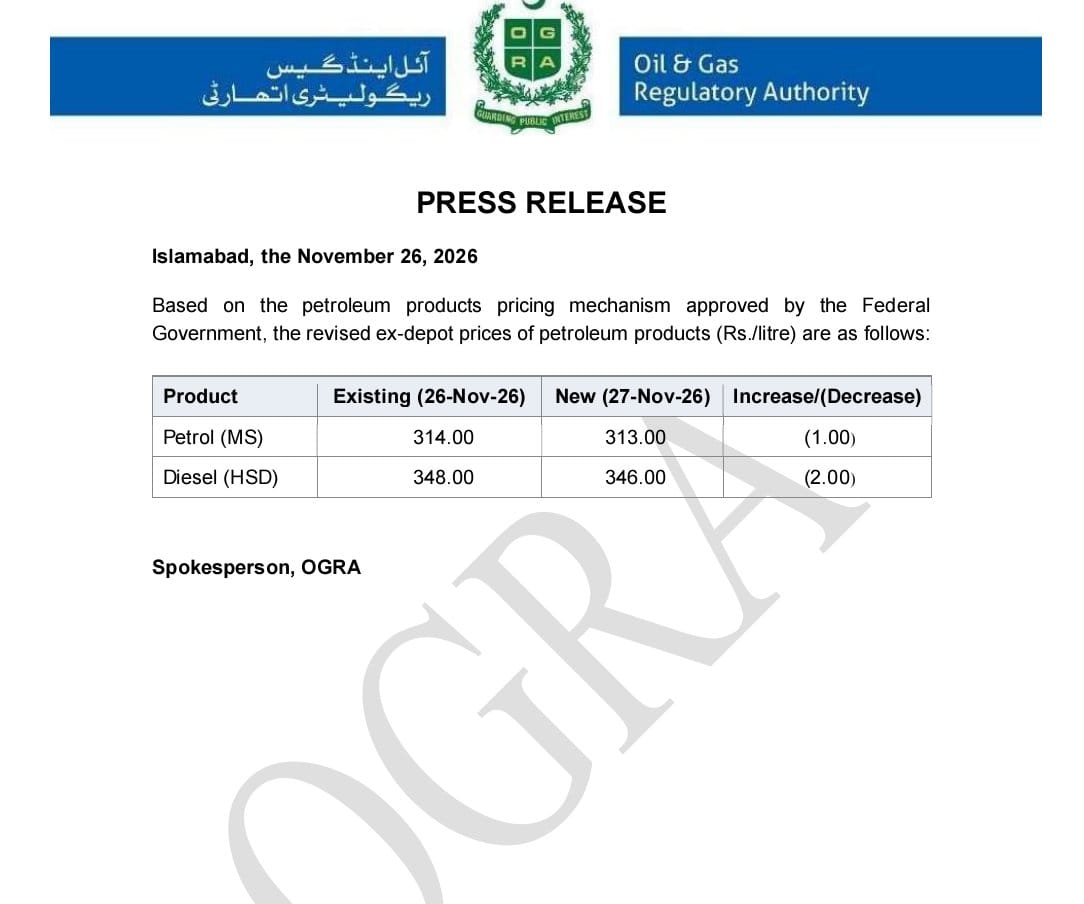 آئل اینڈ گیس
ریگولیٹری اتھارٹی
O G
R A
GUARDING PUBLIC INTEREST
Oil & Gas
Regulatory Authority
PRESS RELEASE
Islamabad, the November 26, 2026
Based on the petroleum products pricing mechanism approved by the Federal
Government, the revised ex-depot prices of petroleum products (Rs./litre) are as follows:
Product Existing (26-Nov-26) New (27-Nov-26) Increase/(Decrease)
Petrol (MS) 314.00 313.00 (1.00)
Diesel (HSD) 348.00 346.00 (2.00)
Spokesperson, OGRA
OGRA